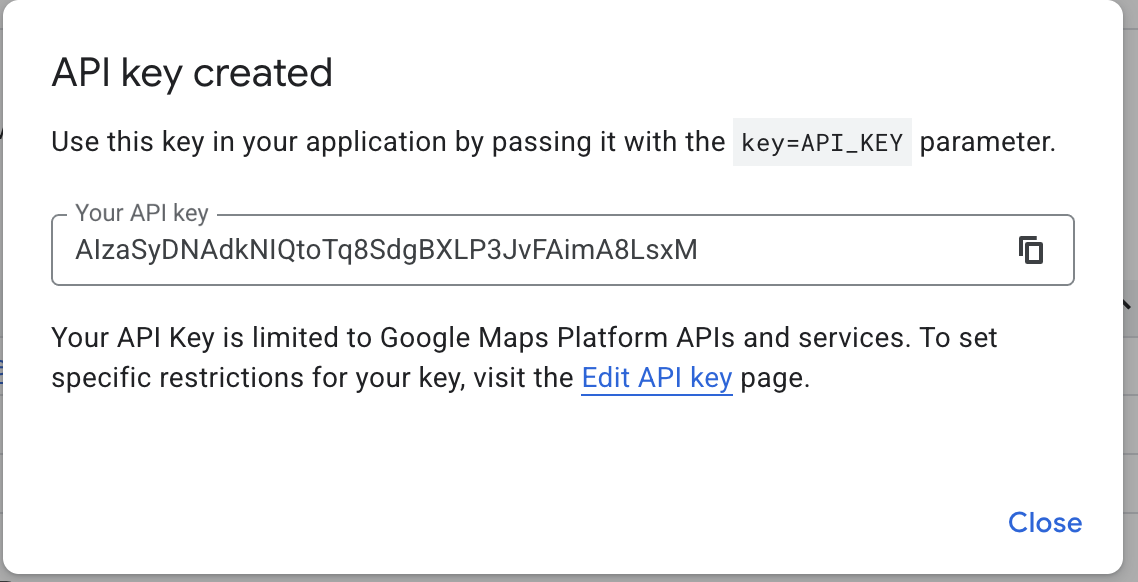 API key created
Use this key in your application by passing it with the key=API_KEY parameter.
Your API key
AIzaSyDNAdkNIQtoTq8SdgBXLP3JvFAimA8LsxM
Your API Key is limited to Google Maps Platform APIs and services. To set
specific restrictions for your key, visit the Edit API key page.
Close